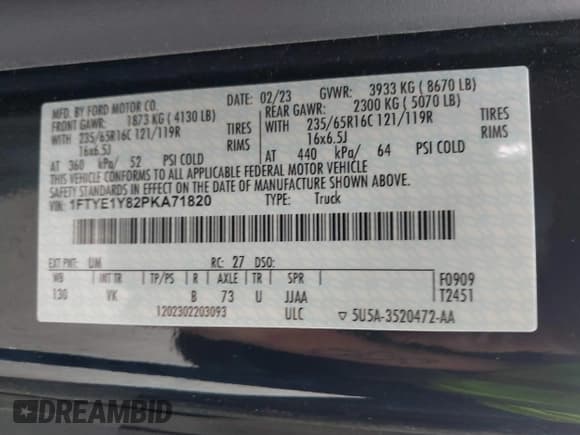 MFD. BY FORD MOTOR CO. DATE: 02/23 GVWR: 3933 KG ( 8670 LB)
FRONT GAWR: 1873 KG ( 4130 LB) REAR GAWR: 2300 KG ( 5070 LB)
WITH 235/65R16C 121/119R TIRES WITH 235/65R16C 121/119R TIRES
16x6.5J RIMS 16x6.5J RIMS
AT 360 kPa/ 52 PSI COLD AT 440 kPa/ 64 PSI COLD
THIS VEHICLE CONFORMS TO ALL APPLICABLE FEDERAL MOTOR VEHICLE
SAFETY STANDARDS IN EFFECT ON THE DATE OF MANUFACTURE SHOWN ABOVE.
VIN: 1FTYE1Y82PKA71820 TYPE: Truck
EXT PNT: UM RC: 27 DSO:
WB INT TR TP/PS R AXLE TR SPR F0909
130 VK B 73 U JJAA T2451
1202302203093 ULC ▽ 5U5A-3520472-AA
DREAMBID